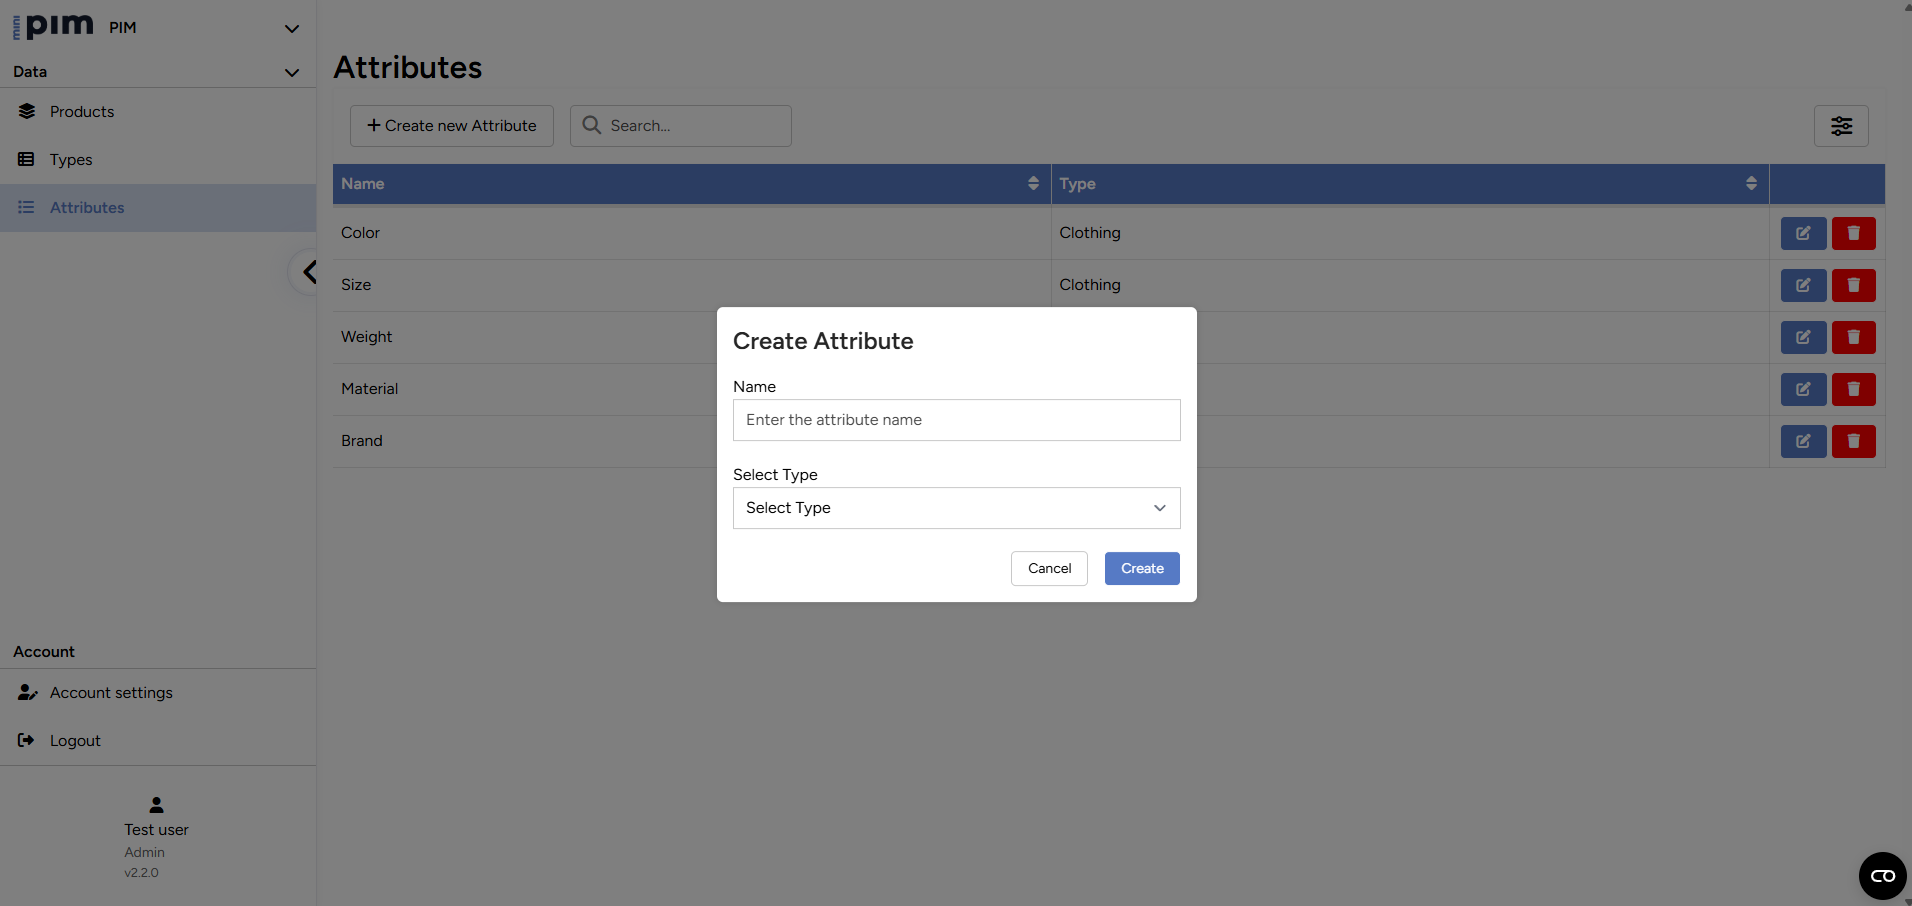 mini pim PIM
Data
Products
Types
Attributes
Account
Account settings
Logout
Test user
Admin
v2.2.0
Attributes
Create new Attribute
Search...
Name Type
Color Clothing
Size Clothing
Weight
Material
Brand
Create Attribute
Name
Enter the attribute name
Select Type
Select Type
Cancel Create